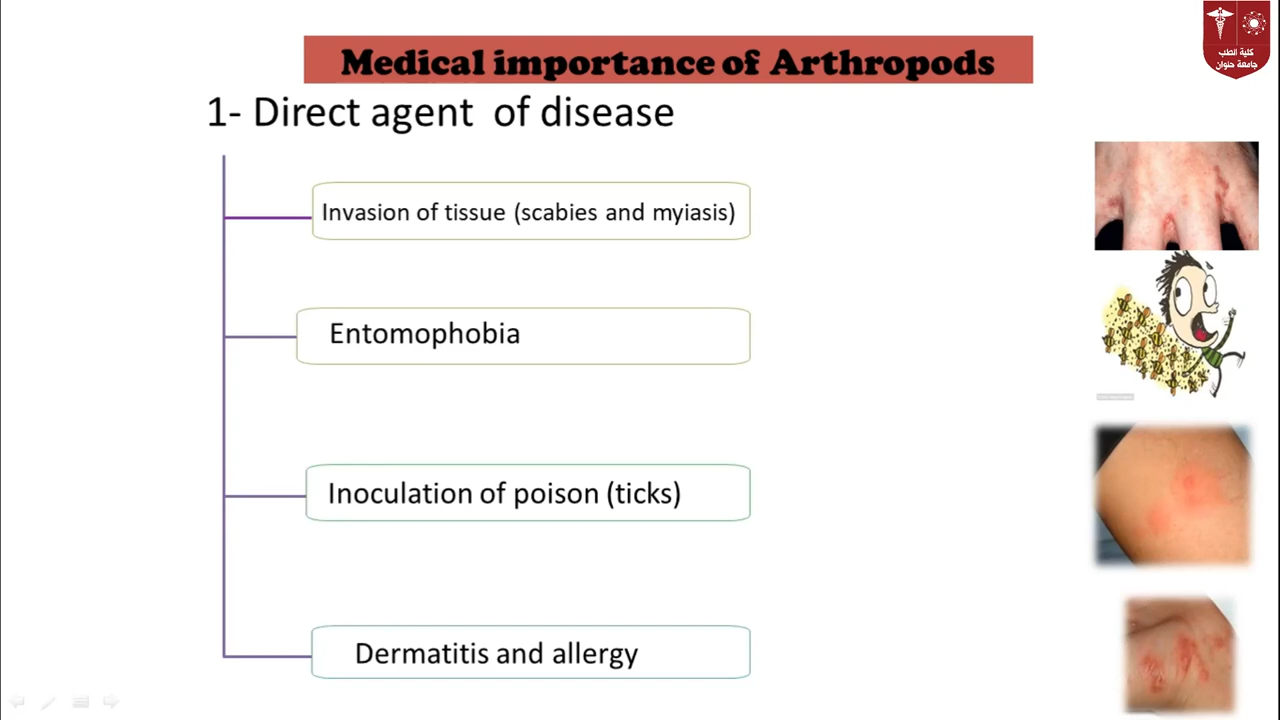 كلية الطب
جامعة حلوان
Medical importance of Arthropods
1- Direct agent of disease
Invasion of tissue (scabies and myiasis)
Entomophobia
Inoculation of poison (ticks)
Dermatitis and allergy